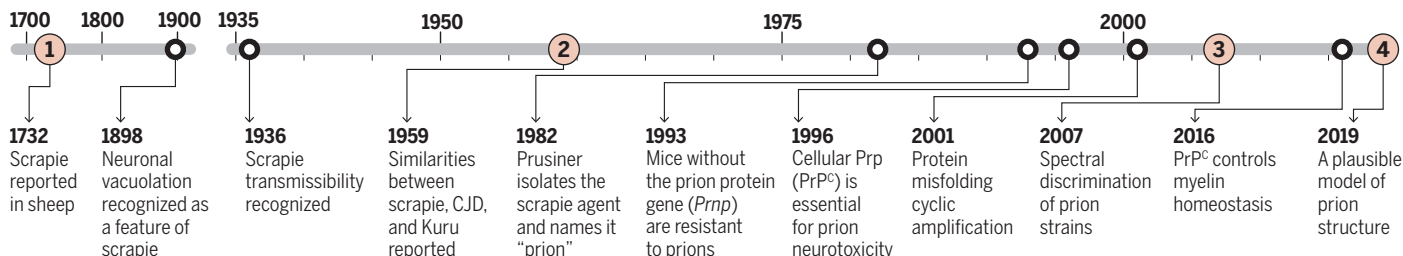 1700 1800 1900 1935 1950 1975 2000
1 2 3 4
1732
Scrapie
reported
in sheep
1898
Neuronal
vacuolation
recognized as
a feature of
scrapie
1936
Scrapie
transmissibility
recognized
1959
Similarities
between
scrapie, CJD,
and Kuru
reported
1982
Prusiner
isolates the
scrapie agent
and names it
“prion”
1993
Mice without
the prion protein
gene (Prnp)
are resistant
to prions
1996
Cellular Prp
(PrPᶜ) is
essential
for prion
neurotoxicity
2001
Protein
misfolding
cyclic
amplification
2007
Spectral
discrimination
of prion
strains
2016
PrPᶜ controls
myelin
homeostasis
2019
A plausible
model of
prion
structure